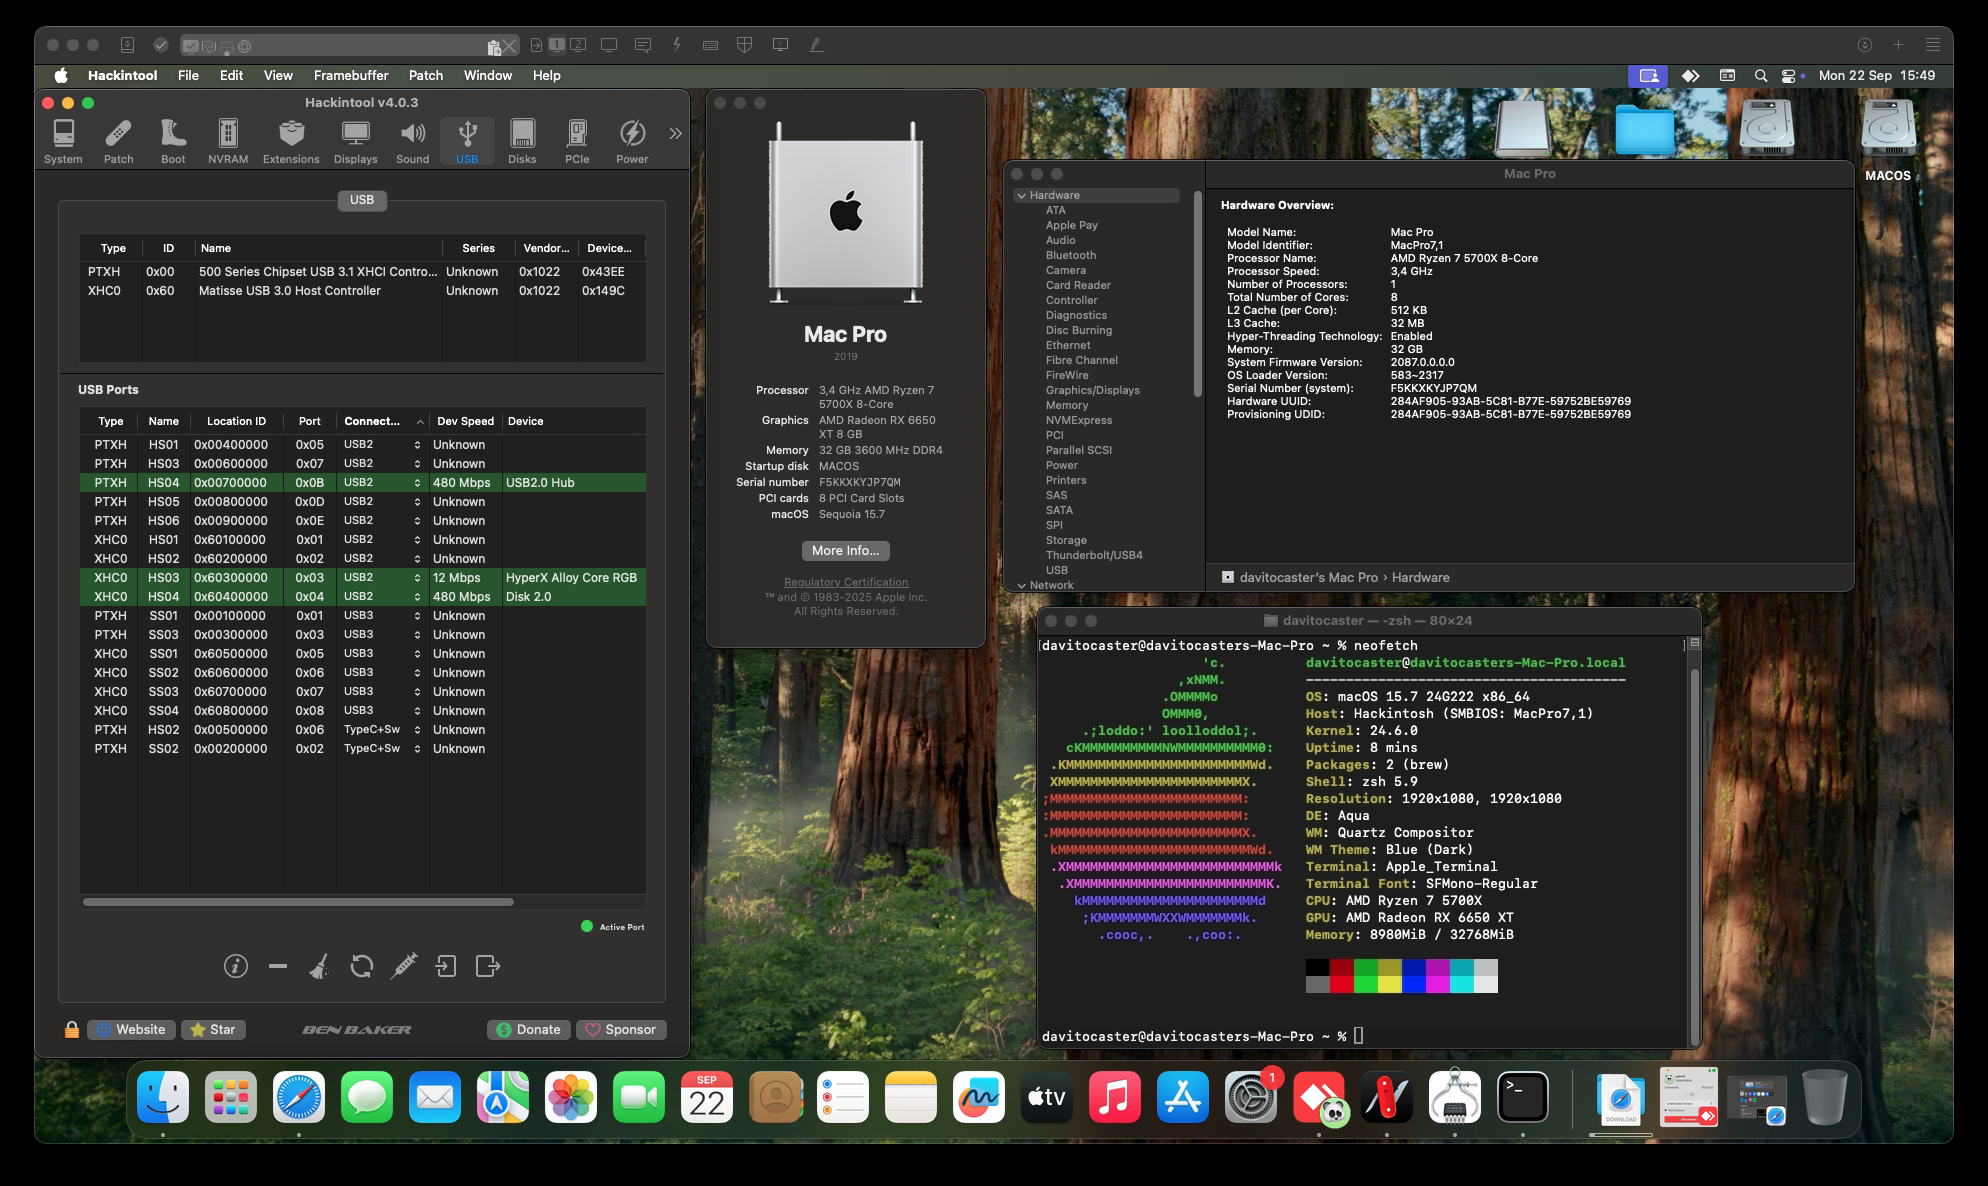 1 2
Hackintool File Edit View Framebuffer Patch Window Help
Mon 22 Sep 15:49
Hackintool v4.0.3
System Patch Boot NVRAM Extensions Displays Sound USB Disks PCIe Power
USB
Type ID Name Series Vendor... Device...
PTXH 0x00 500 Series Chipset USB 3.1 XHCI Contro... Unknown 0x1022 0x43EE
XHC0 0x60 Matisse USB 3.0 Host Controller Unknown 0x1022 0x149C
USB Ports
Type Name Location ID Port Connect... Dev Speed Device
PTXH HS01 0x00400000 0x05 USB2 Unknown
PTXH HS03 0x00600000 0x07 USB2 Unknown
PTXH HS04 0x00700000 0x0B USB2 480 Mbps USB2.0 Hub
PTXH HS05 0x00800000 0x0D USB2 Unknown
PTXH HS06 0x00900000 0x0E USB2 Unknown
XHC0 HS01 0x60100000 0x01 USB2 Unknown
XHC0 HS02 0x60200000 0x02 USB2 Unknown
XHC0 HS03 0x60300000 0x03 USB2 12 Mbps HyperX Alloy Core RGB
XHC0 HS04 0x60400000 0x04 USB2 480 Mbps Disk 2.0
PTXH SS01 0x00100000 0x01 USB3 Unknown
PTXH SS03 0x00300000 0x03 USB3 Unknown
XHC0 SS01 0x60500000 0x05 USB3 Unknown
XHC0 SS02 0x60600000 0x06 USB3 Unknown
XHC0 SS03 0x60700000 0x07 USB3 Unknown
XHC0 SS04 0x60800000 0x08 USB3 Unknown
PTXH HS02 0x00500000 0x06 TypeC+Sw Unknown
PTXH SS02 0x00200000 0x02 TypeC+Sw Unknown
Active Port
Website Star BEN BAKER Donate Sponsor
Mac Pro
2019
Processor 3,4 GHz AMD Ryzen 7
5700X 8-Core
Graphics AMD Radeon RX 6650
XT 8 GB
Memory 32 GB 3600 MHz DDR4
Startup disk MACOS
Serial number F5KKXKYJP7QM
PCI cards 8 PCI Card Slots
macOS Sequoia 15.7
More Info...
Regulatory Certification
™ and © 1983-2025 Apple Inc.
All Rights Reserved.
MACOS
Mac Pro
Hardware
ATA
Apple Pay
Audio
Bluetooth
Camera
Card Reader
Controller
Diagnostics
Disc Burning
Ethernet
Fibre Channel
FireWire
Graphics/Displays
Memory
NVMExpress
PCI
Parallel SCSI
Power
Printers
SAS
SATA
SPI
Storage
Thunderbolt/USB4
USB
Network
Hardware Overview:
Model Name: Mac Pro
Model Identifier: MacPro7,1
Processor Name: AMD Ryzen 7 5700X 8-Core
Processor Speed: 3,4 GHz
Number of Processors: 1
Total Number of Cores: 8
L2 Cache (per Core): 512 KB
L3 Cache: 32 MB
Hyper-Threading Technology: Enabled
Memory: 32 GB
System Firmware Version: 2087.0.0.0.0
OS Loader Version: 583~2317
Serial Number (system): F5KKXKYJP7QM
Hardware UUID: 284AF905-93AB-5C81-B77E-59752BE59769
Provisioning UDID: 284AF905-93AB-5C81-B77E-59752BE59769
davitocaster's Mac Pro › Hardware
davitocaster — -zsh — 80×24
[davitocaster@davitocasters-Mac-Pro ~ % neofetch ]
'c. davitocaster@davitocasters-Mac-Pro.local
,xNMM. ----------------------------------------
.OMMMMo OS: macOS 15.7 24G222 x86_64
OMMM0, Host: Hackintosh (SMBIOS: MacPro7,1)
.;loddo:' loolloddol;. Kernel: 24.6.0
cKMMMMMMMMMMNWMMMMMMMMMM0: Uptime: 8 mins
.KMMMMMMMMMMMMMMMMMMMMMMMWd. Packages: 2 (brew)
XMMMMMMMMMMMMMMMMMMMMMMMX. Shell: zsh 5.9
;MMMMMMMMMMMMMMMMMMMMMMMM: Resolution: 1920x1080, 1920x1080
:MMMMMMMMMMMMMMMMMMMMMMMM: DE: Aqua
.MMMMMMMMMMMMMMMMMMMMMMMMX. WM: Quartz Compositor
kMMMMMMMMMMMMMMMMMMMMMMMMWd. WM Theme: Blue (Dark)
.XMMMMMMMMMMMMMMMMMMMMMMMMMMk Terminal: Apple_Terminal
.XMMMMMMMMMMMMMMMMMMMMMMMMK. Terminal Font: SFMono-Regular
kMMMMMMMMMMMMMMMMMMMMMMd CPU: AMD Ryzen 7 5700X
;KMMMMMMMWXXWMMMMMMMk. GPU: AMD Radeon RX 6650 XT
.cooc,. .,coo:. Memory: 8980MiB / 32768MiB
davitocaster@davitocasters-Mac-Pro ~ %
SEP
22
tv
1
>_
DOWNLOAD